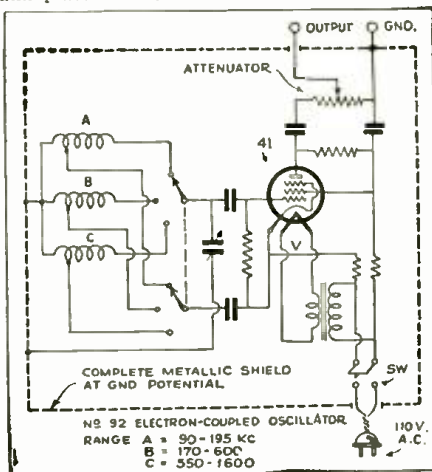 OUTPUT GND.
ATTENUATOR
A
41
B
C
V
COMPLETE METALLIC SHIELD
AT GND POTENTIAL
SW
Nº 92 ELECTRON-COUPLED OSCILLATOR
RANGE A = 90-195 KC
B = 170-600
C = 550-1600
110 V.
A.C.